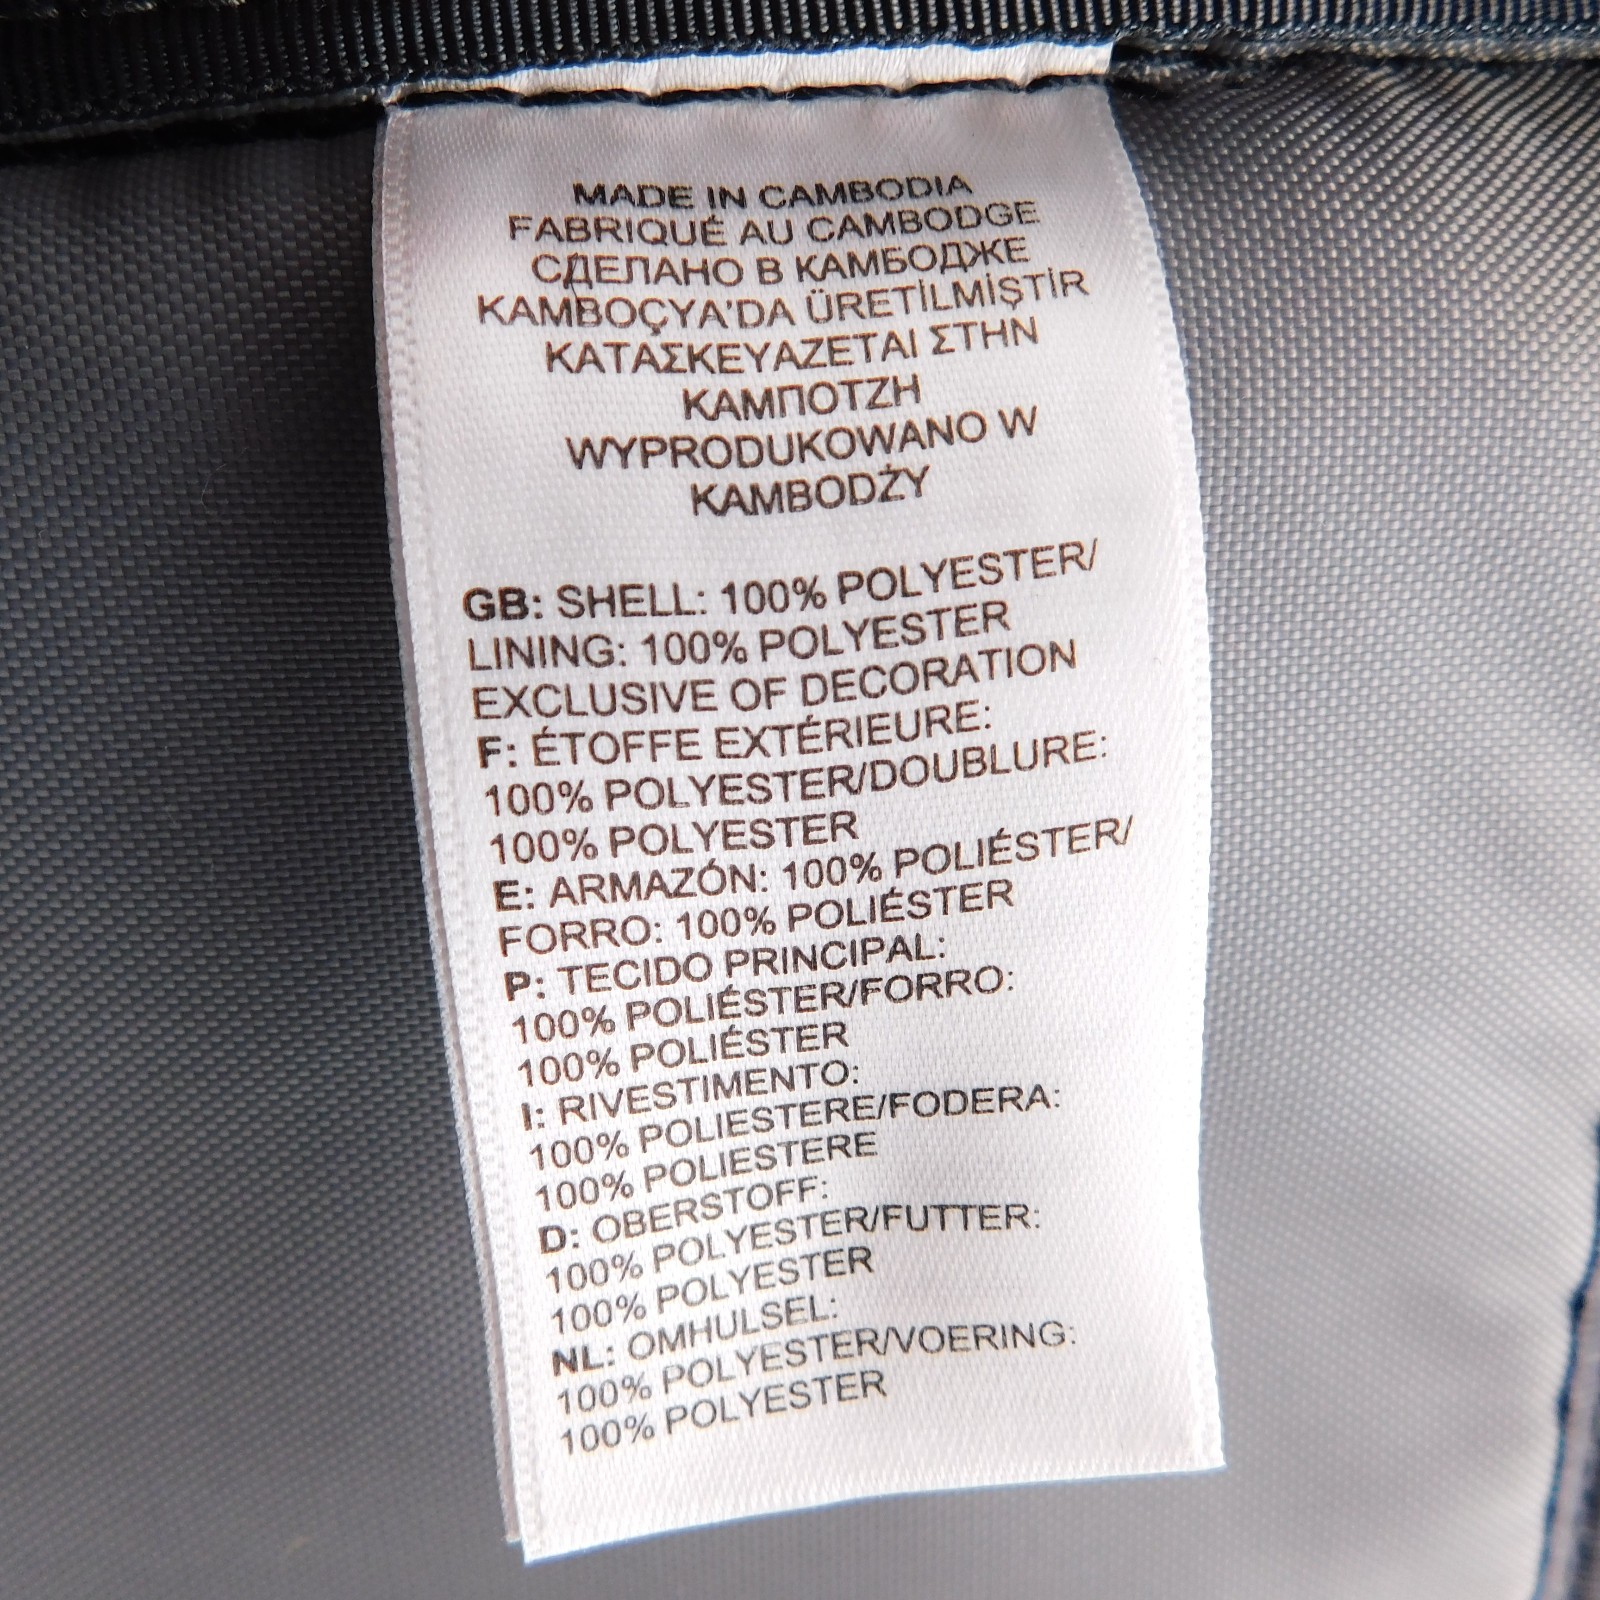 MADE IN CAMBODIA
FABRIQUÉ AU CAMBODGE
СДЕЛАНО В КАМБОДЖЕ
KAMBOÇYA'DA ÜRETİLMİŞTİR
ΚΑΤΑΣΚΕΥΑΖΕΤΑΙ ΣΤΗΝ
ΚΑΜΠΟΤΖΗ
WYPRODUKOWANO W
KAMBODŻY
GB: SHELL: 100% POLYESTER/
LINING: 100% POLYESTER
EXCLUSIVE OF DECORATION
F: ÉTOFFE EXTÉRIEURE:
100% POLYESTER/DOUBLURE:
100% POLYESTER
E: ARMAZÓN: 100% POLIÉSTER/
FORRO: 100% POLIÉSTER
P: TECIDO PRINCIPAL:
100% POLIÉSTER/FORRO:
100% POLIÉSTER
I: RIVESTIMENTO:
100% POLIESTERE/FODERA:
100% POLIESTERE
D: OBERSTOFF:
100% POLYESTER/FUTTER:
100% POLYESTER
NL: OMHULSEL:
100% POLYESTER/VOERING:
100% POLYESTER